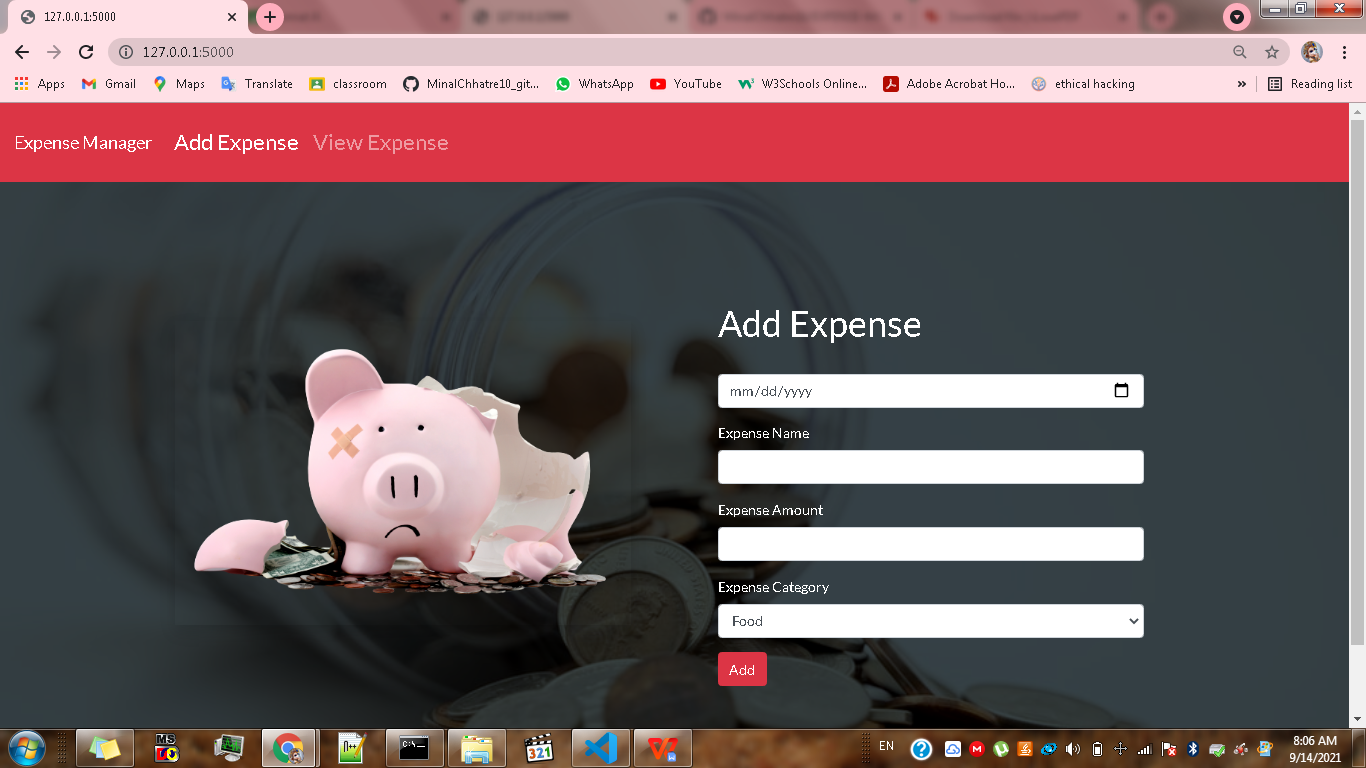 127.0.0.1:5000
127.0.0.1:5000
Apps Gmail Maps Translate classroom MinalChhatre10_git... WhatsApp YouTube W3Schools Online... Adobe Acrobat Ho... ethical hacking » Reading list
Expense Manager Add Expense View Expense
Add Expense
mm/dd/yyyy
Expense Name
Expense Amount
Expense Category
Food
Add
EN
8:06 AM
9/14/2021